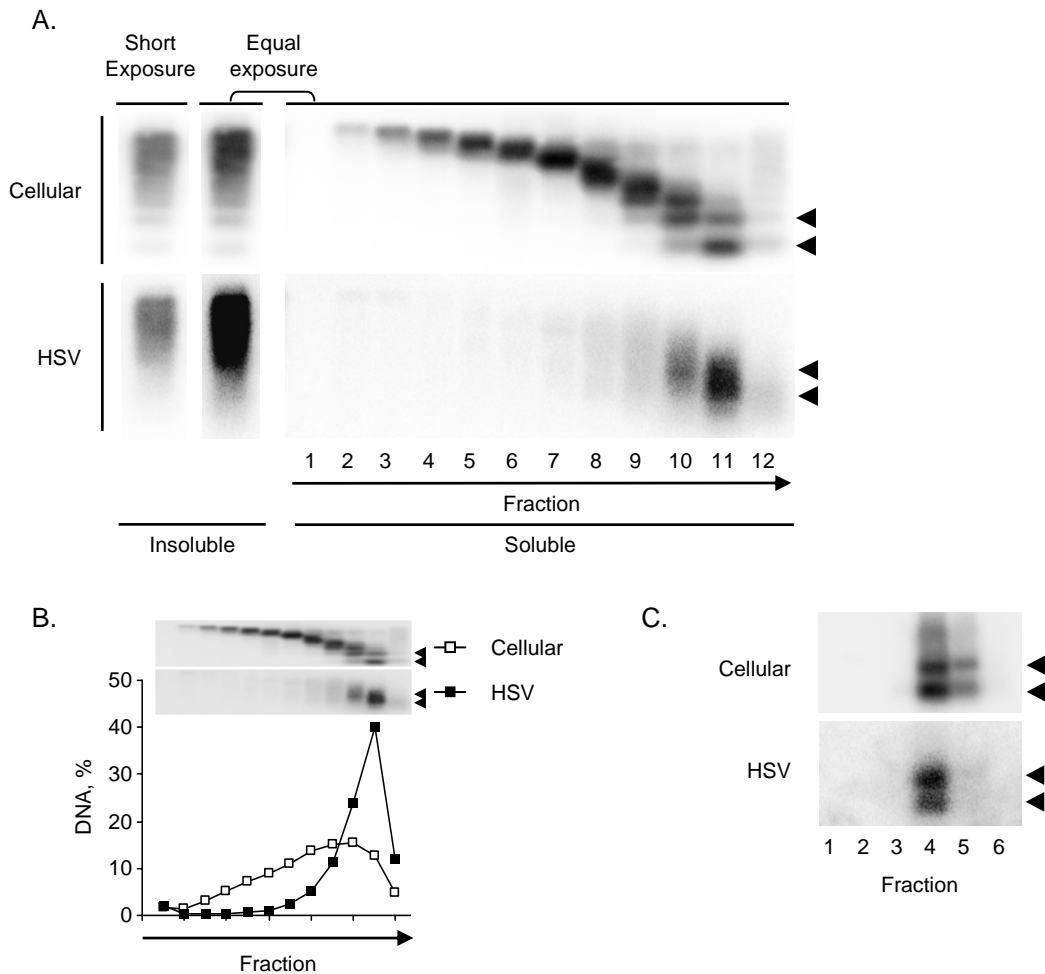 A.
Short
Exposure
Equal
exposure
Cellular
HSV
1 2 3 4 5 6 7 8 9 10 11 12
Fraction
Insoluble
Soluble
B.
Cellular
HSV
50
40
30
20
10
0
DNA, %
Fraction
C.
Cellular
HSV
1 2 3 4 5 6
Fraction